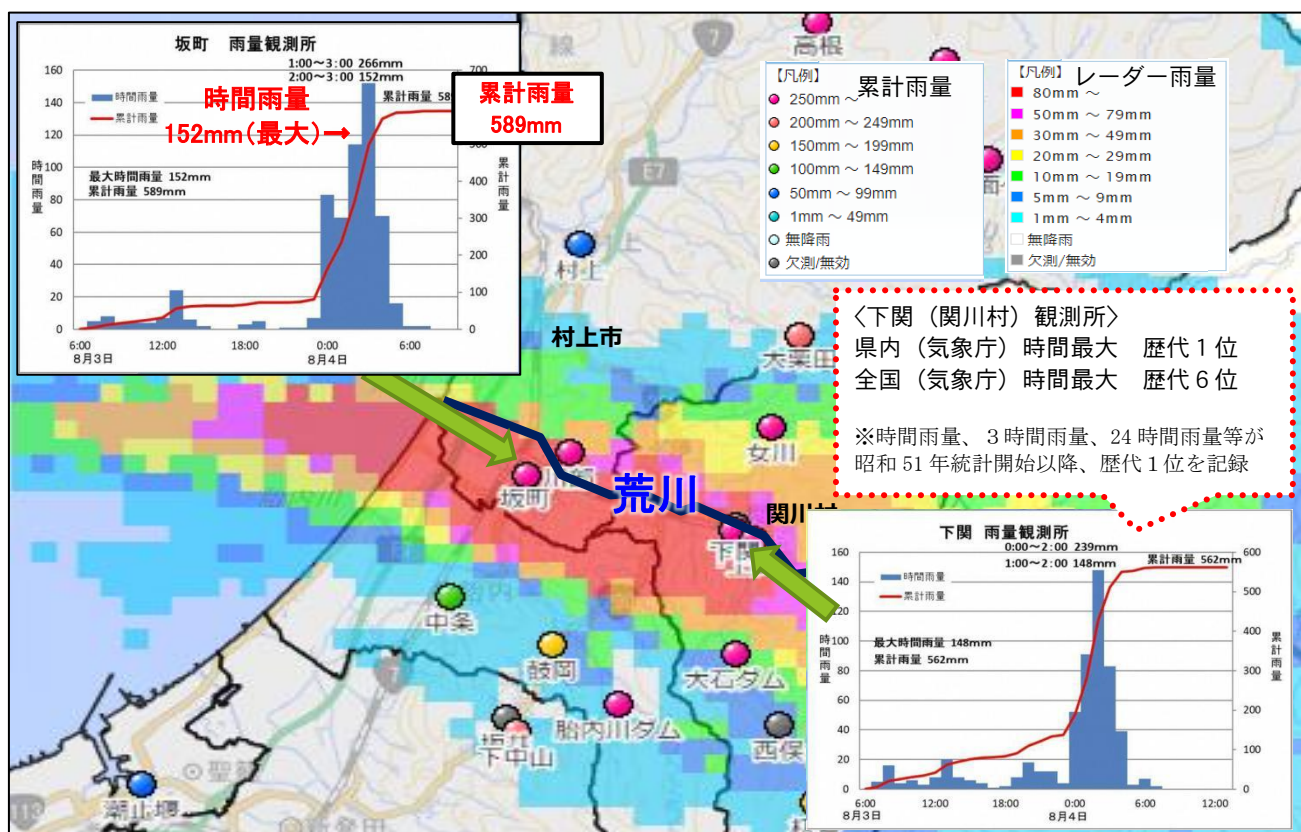 坂町 雨量観測所
1:00～3:00 266mm
2:00～3:00 152mm
時間雨量
累計雨量
時間雨量
152mm(最大)→
累計雨量
589mm
最大時間雨量 152mm
累計雨量 589mm
時間雨量
累計雨量
160
140
120
100
80
60
40
20
0
700
400
300
200
100
0
6:00
12:00
18:00
0:00
6:00
8月3日
8月4日
【凡例】
累計雨量
250mm ～
200mm ～ 249mm
150mm ～ 199mm
100mm ～ 149mm
50mm ～ 99mm
1mm ～ 49mm
無降雨
欠測/無効
【凡例】
レーダー雨量
80mm ～
50mm ～ 79mm
30mm ～ 49mm
20mm ～ 29mm
10mm ～ 19mm
5mm ～ 9mm
1mm ～ 4mm
無降雨
欠測/無効
高根
7
E7
村上
村上市
大栗田
女川
坂町
荒川
関川村
下関
中条
鼓岡
大石ダム
胎内川ダム
下中山
潮止堰
聖籠
7
113
〈下関（関川村）観測所〉
県内（気象庁）時間最大 歴代１位
全国（気象庁）時間最大 歴代６位
※時間雨量、３時間雨量、24 時間雨量等が
昭和 51 年統計開始以降、歴代１位を記録
下関 雨量観測所
0:00～2:00 239mm
1:00～2:00 148mm
累計雨量 562mm
時間雨量
累計雨量
最大時間雨量 148mm
累計雨量 562mm
時間雨量
累計雨量
160
140
120
100
80
60
40
20
0
600
500
400
300
200
100
0
6:00
12:00
18:00
0:00
6:00
12:00
8月3日
8月4日